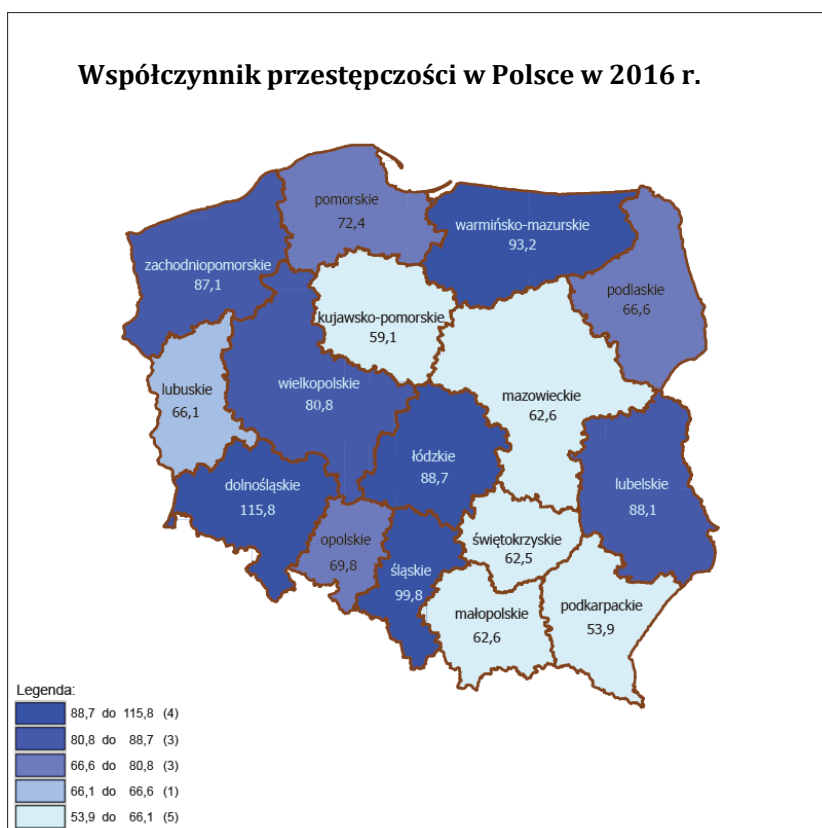 Współczynnik przestępczości w Polsce w 2016 r.
pomorskie
72,4
warmińsko-mazurskie
93,2
zachodniopomorskie
87,1
podlaskie
66,6
kujawsko-pomorskie
59,1
lubuskie
66,1
wielkopolskie
80,8
mazowieckie
62,6
łódzkie
88,7
dolnośląskie
115,8
lubelskie
88,1
opolskie
69,8
świętokrzyskie
62,5
śląskie
99,8
małopolskie
62,6
podkarpackie
53,9
Legenda:
88,7 do 115,8 (4)
80,8 do 88,7 (3)
66,6 do 80,8 (3)
66,1 do 66,6 (1)
53,9 do 66,1 (5)